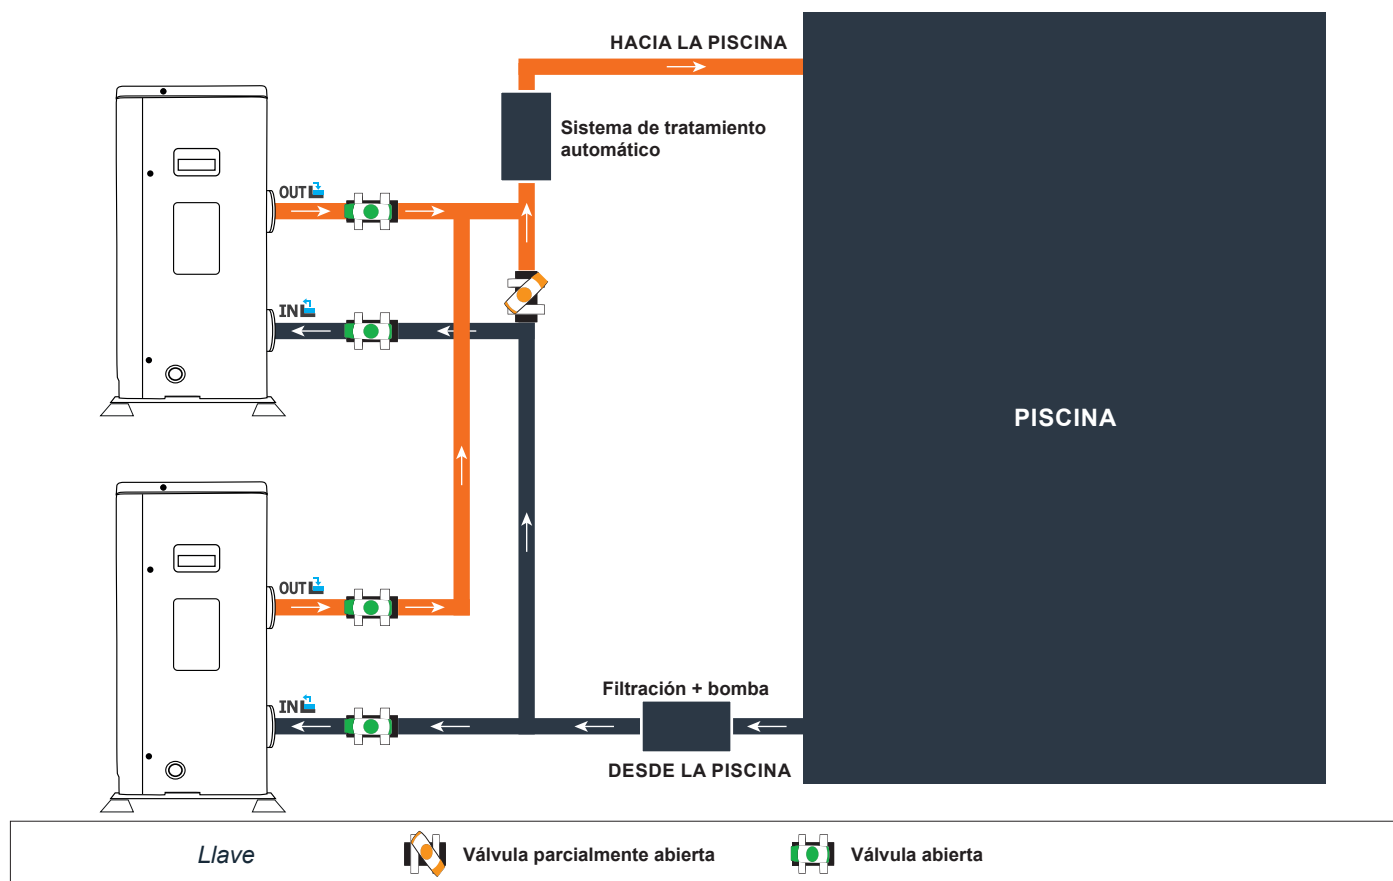 HACIA LA PISCINA
Sistema de tratamiento
automático
OUT
IN
PISCINA
OUT
IN
Filtración + bomba
DESDE LA PISCINA
Llave
Válvula parcialmente abierta
Válvula abierta